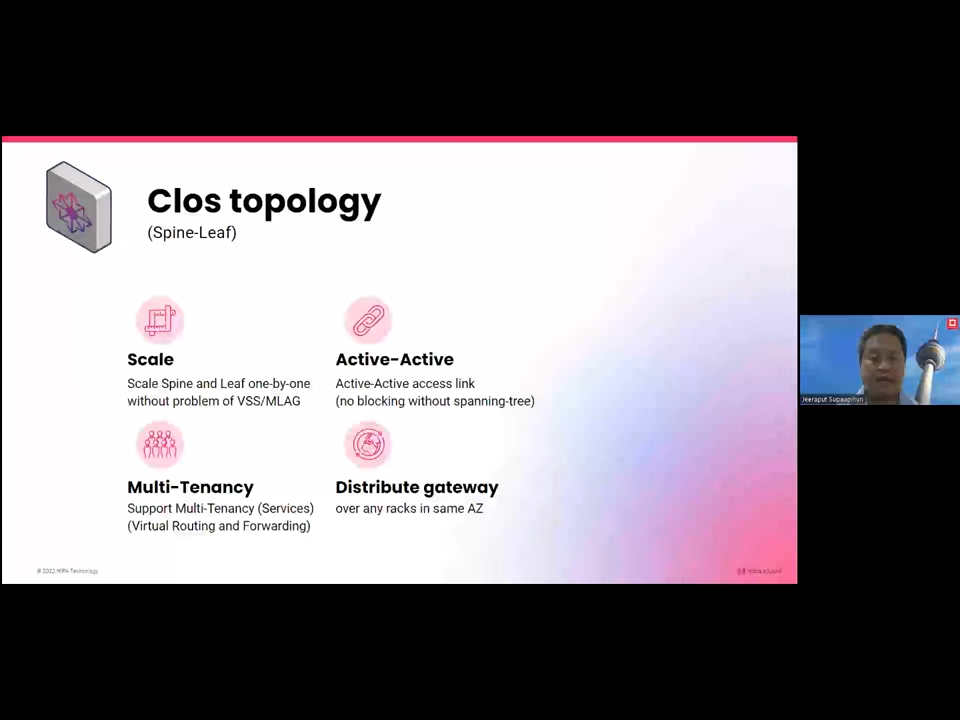 Clos topology
(Spine-Leaf)
Scale
Scale Spine and Leaf one-by-one
without problem of VSS/MLAG
Active-Active
Active-Active access link
(no blocking without spanning-tree)
Multi-Tenancy
Support Multi-Tenancy (Services)
(Virtual Routing and Forwarding)
Distribute gateway
over any racks in same AZ
Technology
Jeeraput